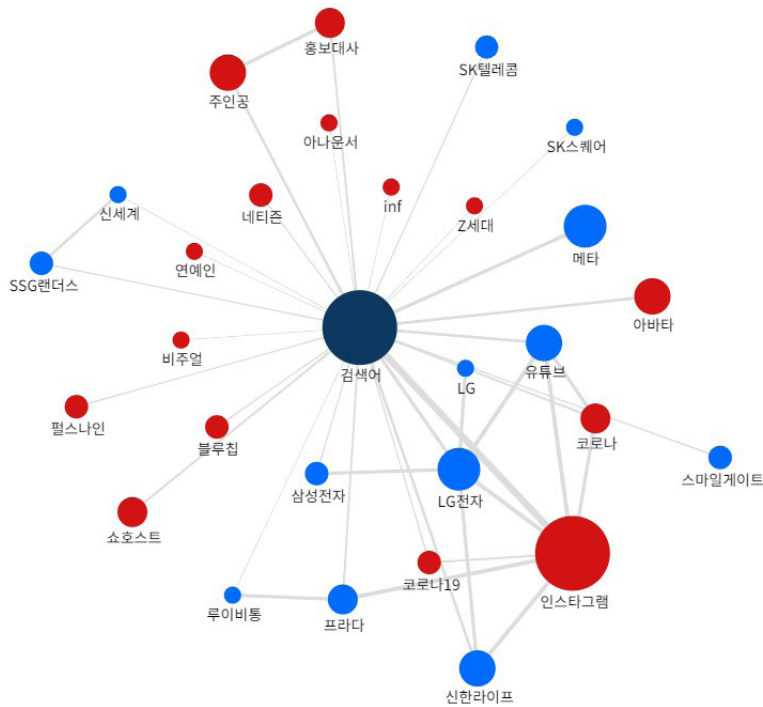 홍보대사
SK텔레콤
주인공
아나운서
SK스퀘어
inf
Z세대
네티즌
신세계
메타
연예인
SSG랜더스
아바타
비주얼
검색어
유튜브
LG
펄스나인
블루칩
코로나
스마일게이트
삼성전자
LG전자
쇼호스트
코로나19
인스타그램
루이비통
프라다
신한라이프